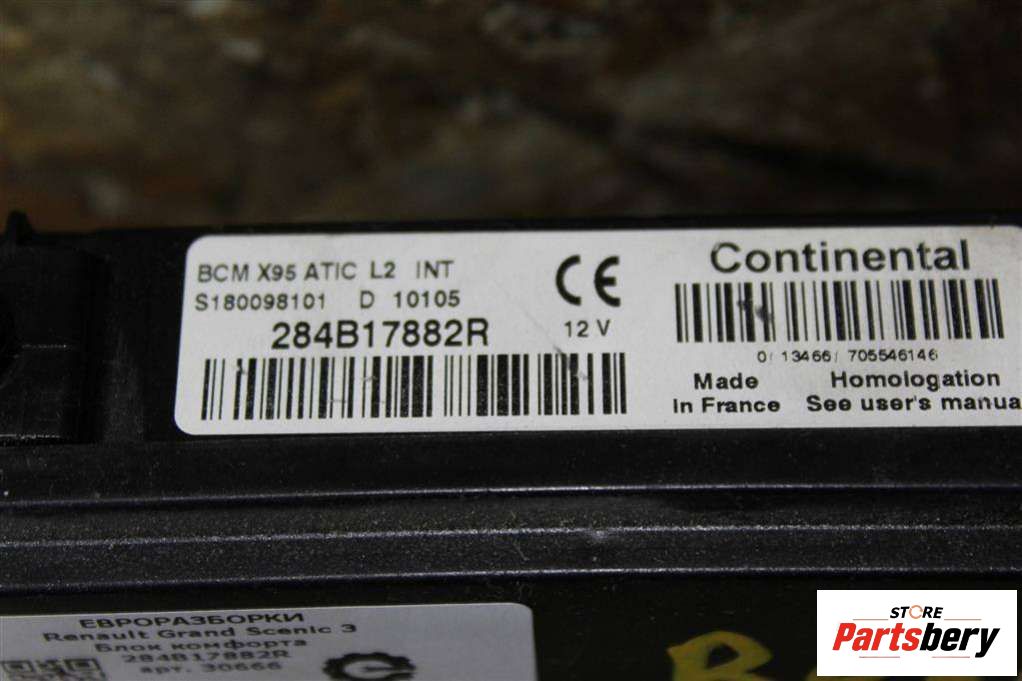 BCM X95 ATIC L2 INT
S180098101 D 10105
284B17882R
CE
12 V
Continental
0/ 13466/ 705546146
Made
In France
Homologation
See user's manua
ЕВРОРАЗБОРКИ
Renault Grand Scenic 3
Блок комфорта
284B17882R
арт. 30666
STORE
Partsbery